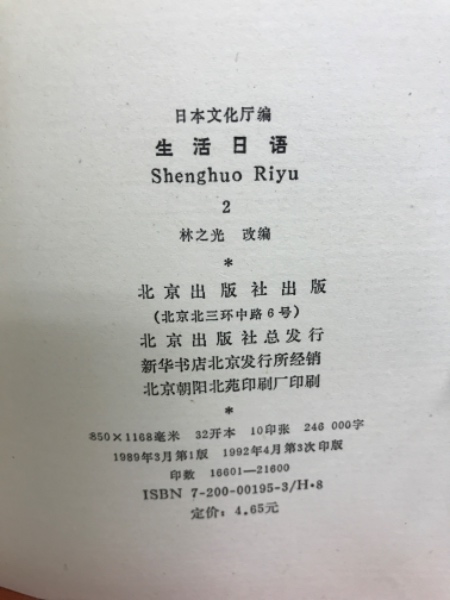 日本文化厅编
生活日语
Shenghuo Riyu
2
林之光 改编
*
北京出版社出版
(北京北三环中路6号)
北京出版社总发行
新华书店北京发行所经销
北京朝阳北苑印刷厂印刷
*
850×1168毫米 32开本 10印张 246 000字
1989年3月第1版 1992年4月第3次印版
印数 16601—21600
ISBN 7-200-00195-3/H·8
定价：4.65元